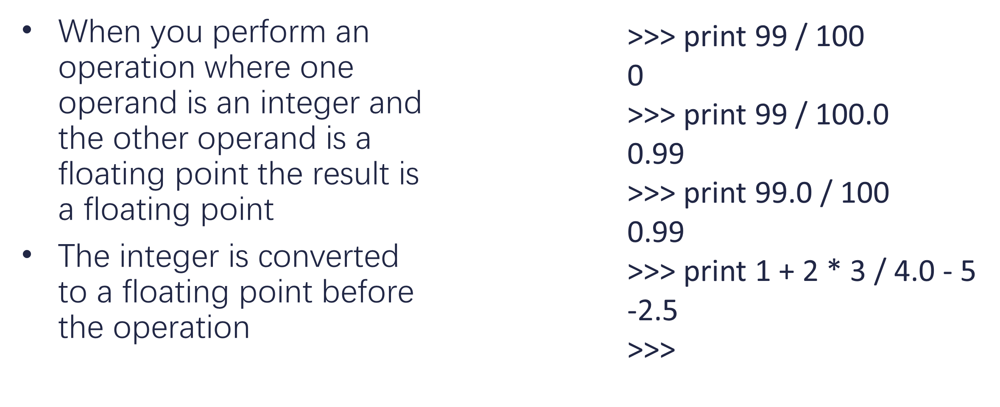 • When you perform an
operation where one
operand is an integer and
the other operand is a
floating point the result is
a floating point
• The integer is converted
to a floating point before
the operation
>>> print 99 / 100
0
>>> print 99 / 100.0
0.99
>>> print 99.0 / 100
0.99
>>> print 1 + 2 * 3 / 4.0 - 5
-2.5
>>>